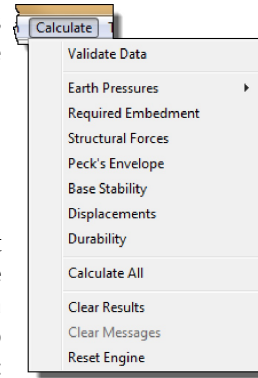 Calculate
Validate Data
Earth Pressures
Required Embedment
Structural Forces
Peck's Envelope
Base Stability
Displacements
Durability
Calculate All
Clear Results
Clear Messages
Reset Engine